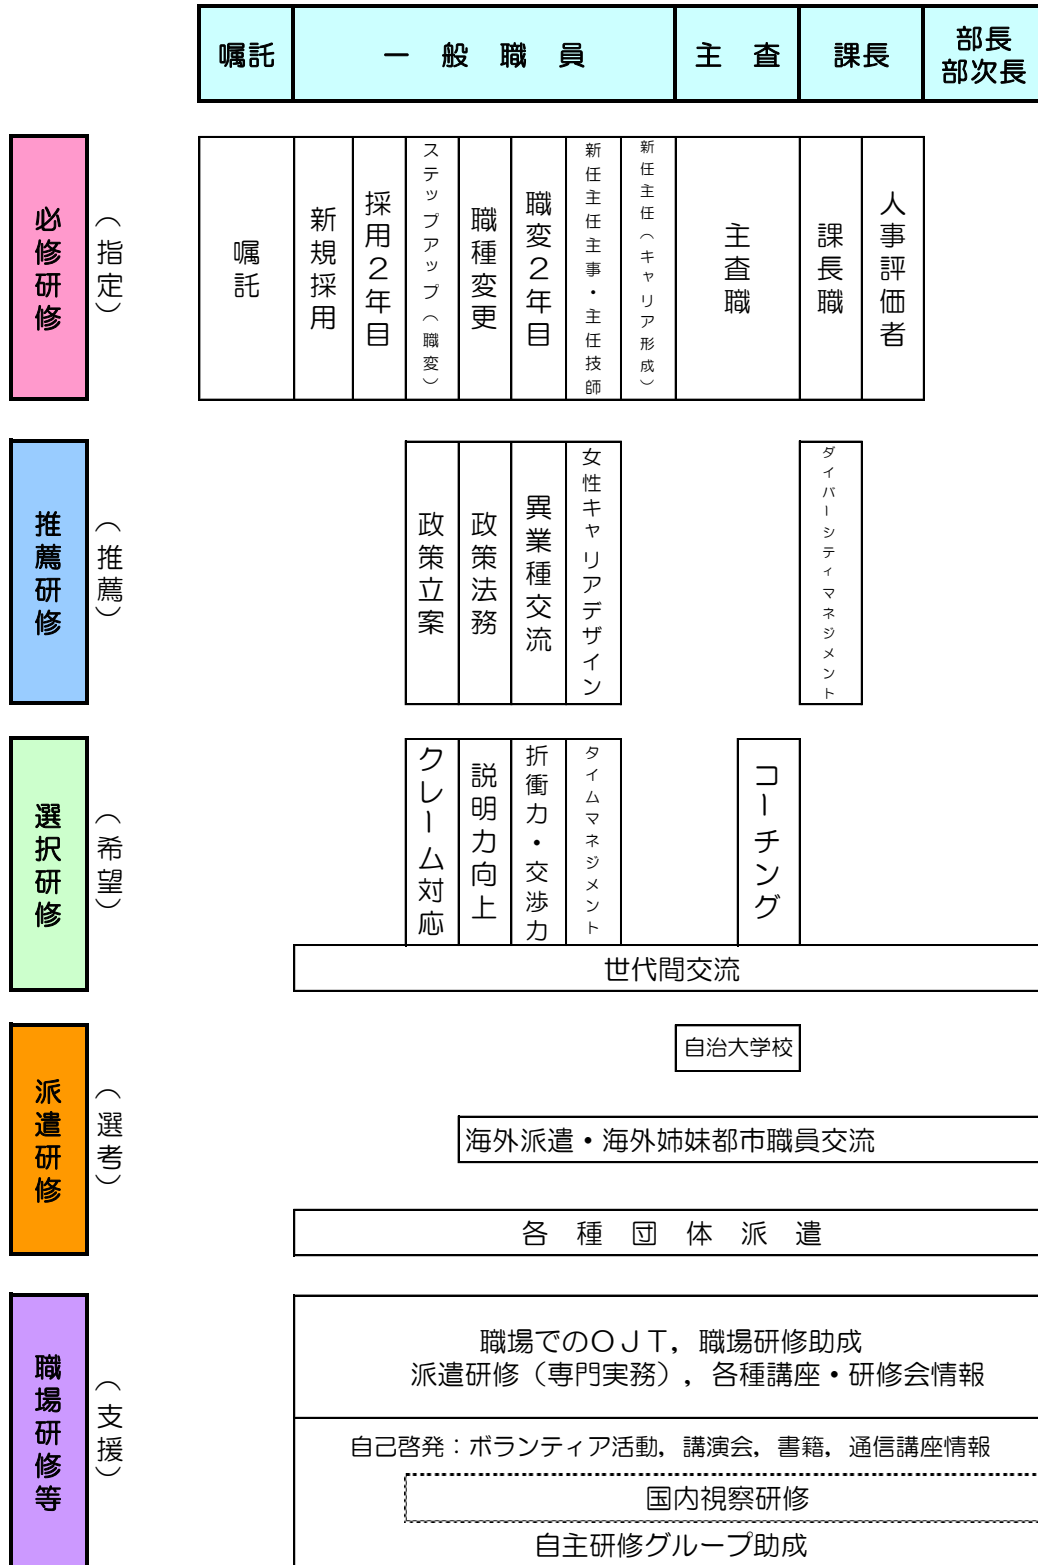 嘱託
一般職員
主査
課長
部長
部次長
必修研修
（指定）
嘱託
新規採用
採用２年目
ステップアップ（職変）
職種変更
職変２年目
新任主任主事・主任技師
新任主任（キャリア形成）
主査職
課長職
人事評価者
推薦研修
（推薦）
政策立案
政策法務
異業種交流
女性キャリアデザイン
ダイバーシティマネジメント
選択研修
（希望）
クレーム対応
説明力向上
折衝力・交渉力
タイムマネジメント
コーチング
世代間交流
派遣研修
（選考）
自治大学校
海外派遣・海外姉妹都市職員交流
各種団体派遣
職場研修等
（支援）
職場でのＯＪＴ，職場研修助成
派遣研修（専門実務），各種講座・研修会情報
自己啓発：ボランティア活動，講演会，書籍，通信講座情報
国内視察研修
自主研修グループ助成